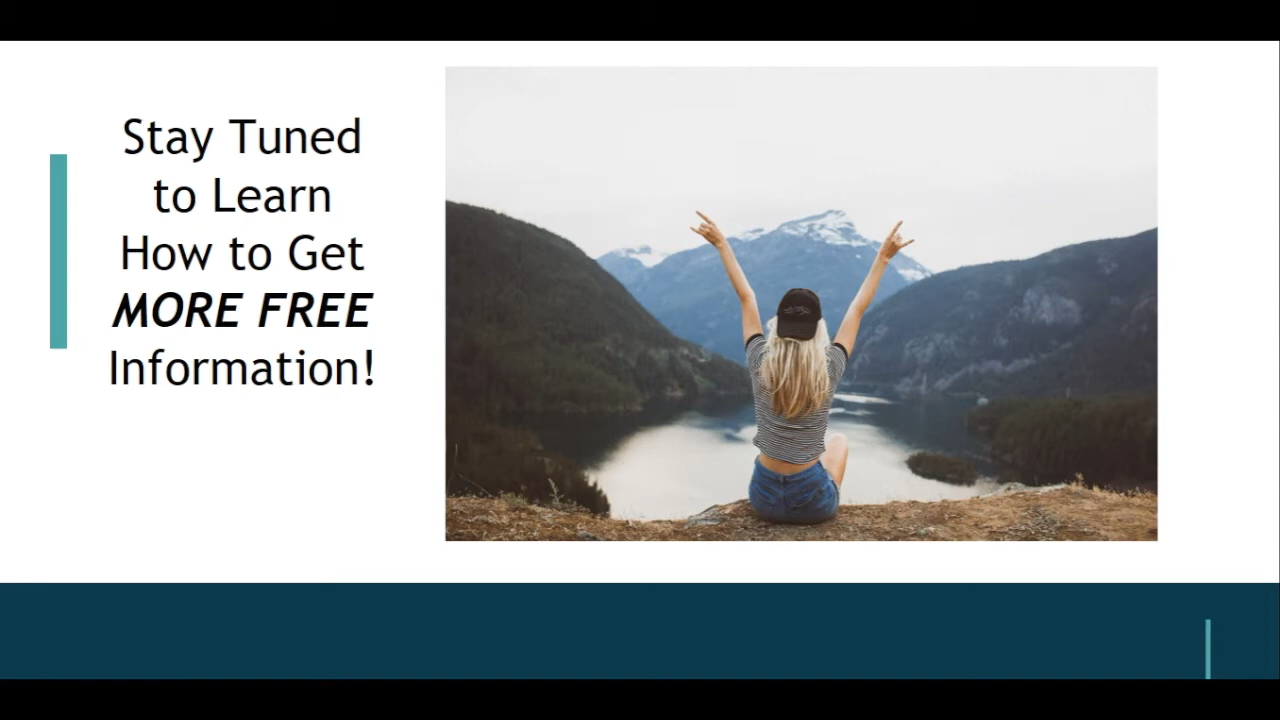 Stay Tuned
to Learn
How to Get
MORE FREE
Information!